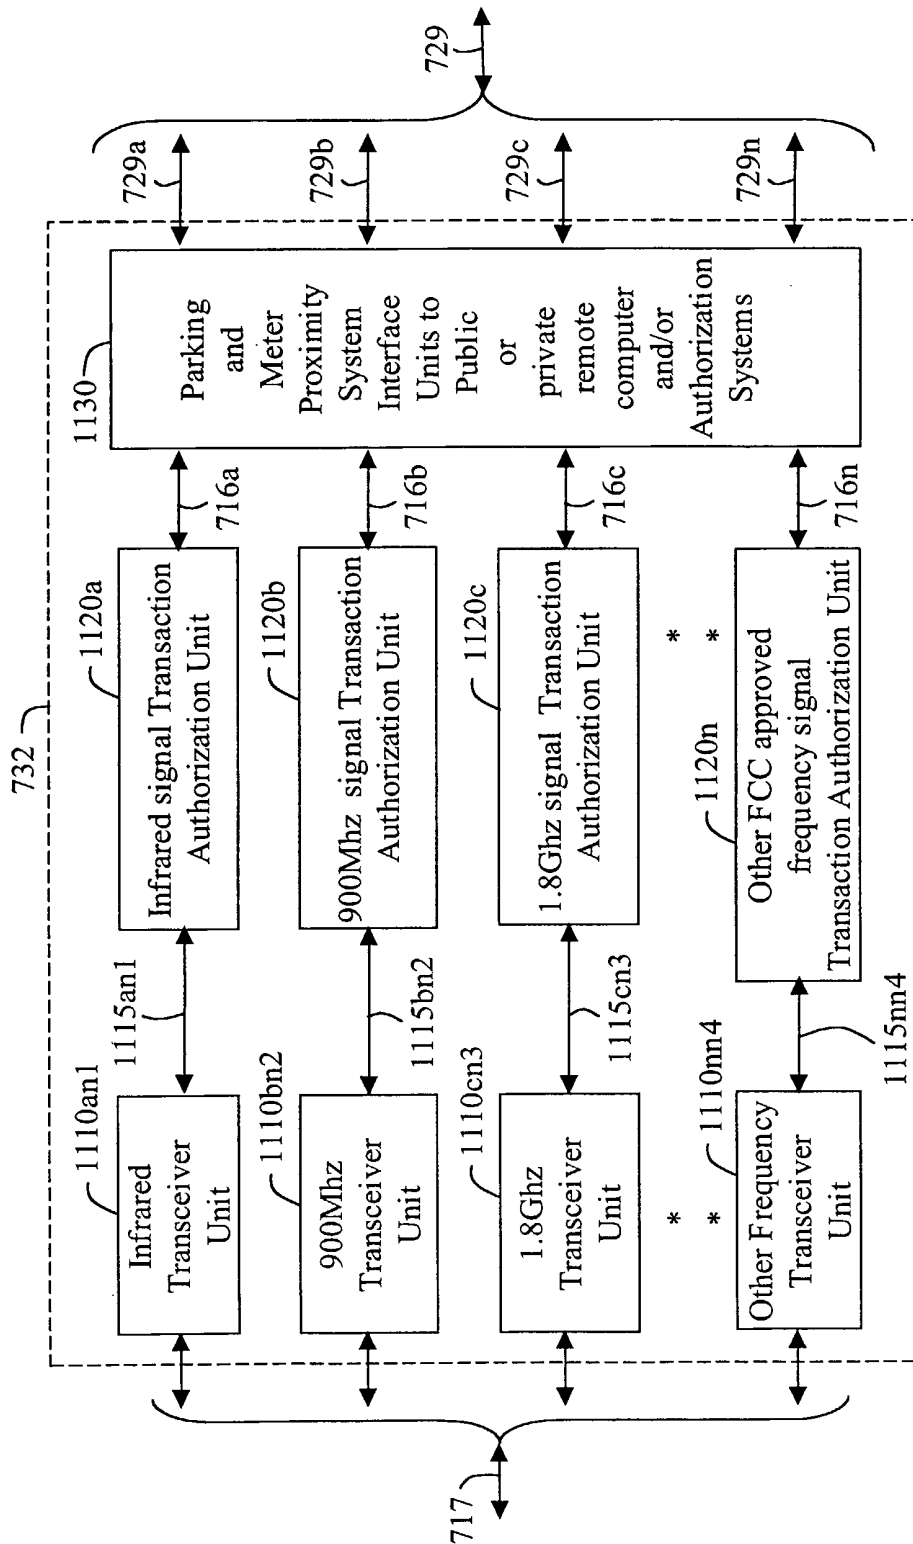 732
717
1110an1
Infrared
Transceiver
Unit
1115an1
1120a
Infrared signal Transaction
Authorization Unit
716a
1110bn2
900Mhz
Transceiver
Unit
1115bn2
1120b
900Mhz signal Transaction
Authorization Unit
716b
1110cn3
1.8Ghz
Transceiver
Unit
1115cn3
1120c
1.8Ghz signal Transaction
Authorization Unit
716c
* *
* *
1110nn4
Other Frequency
Transceiver
Unit
1115nn4
1120n
Other FCC approved
frequency signal
Transaction Authorization Unit
716n
1130
Parking
and
Meter
Proximity
System
Interface
Units to
Public
or
private
remote
computer
and/or
Authorization
Systems
729a
729b
729c
729n
729